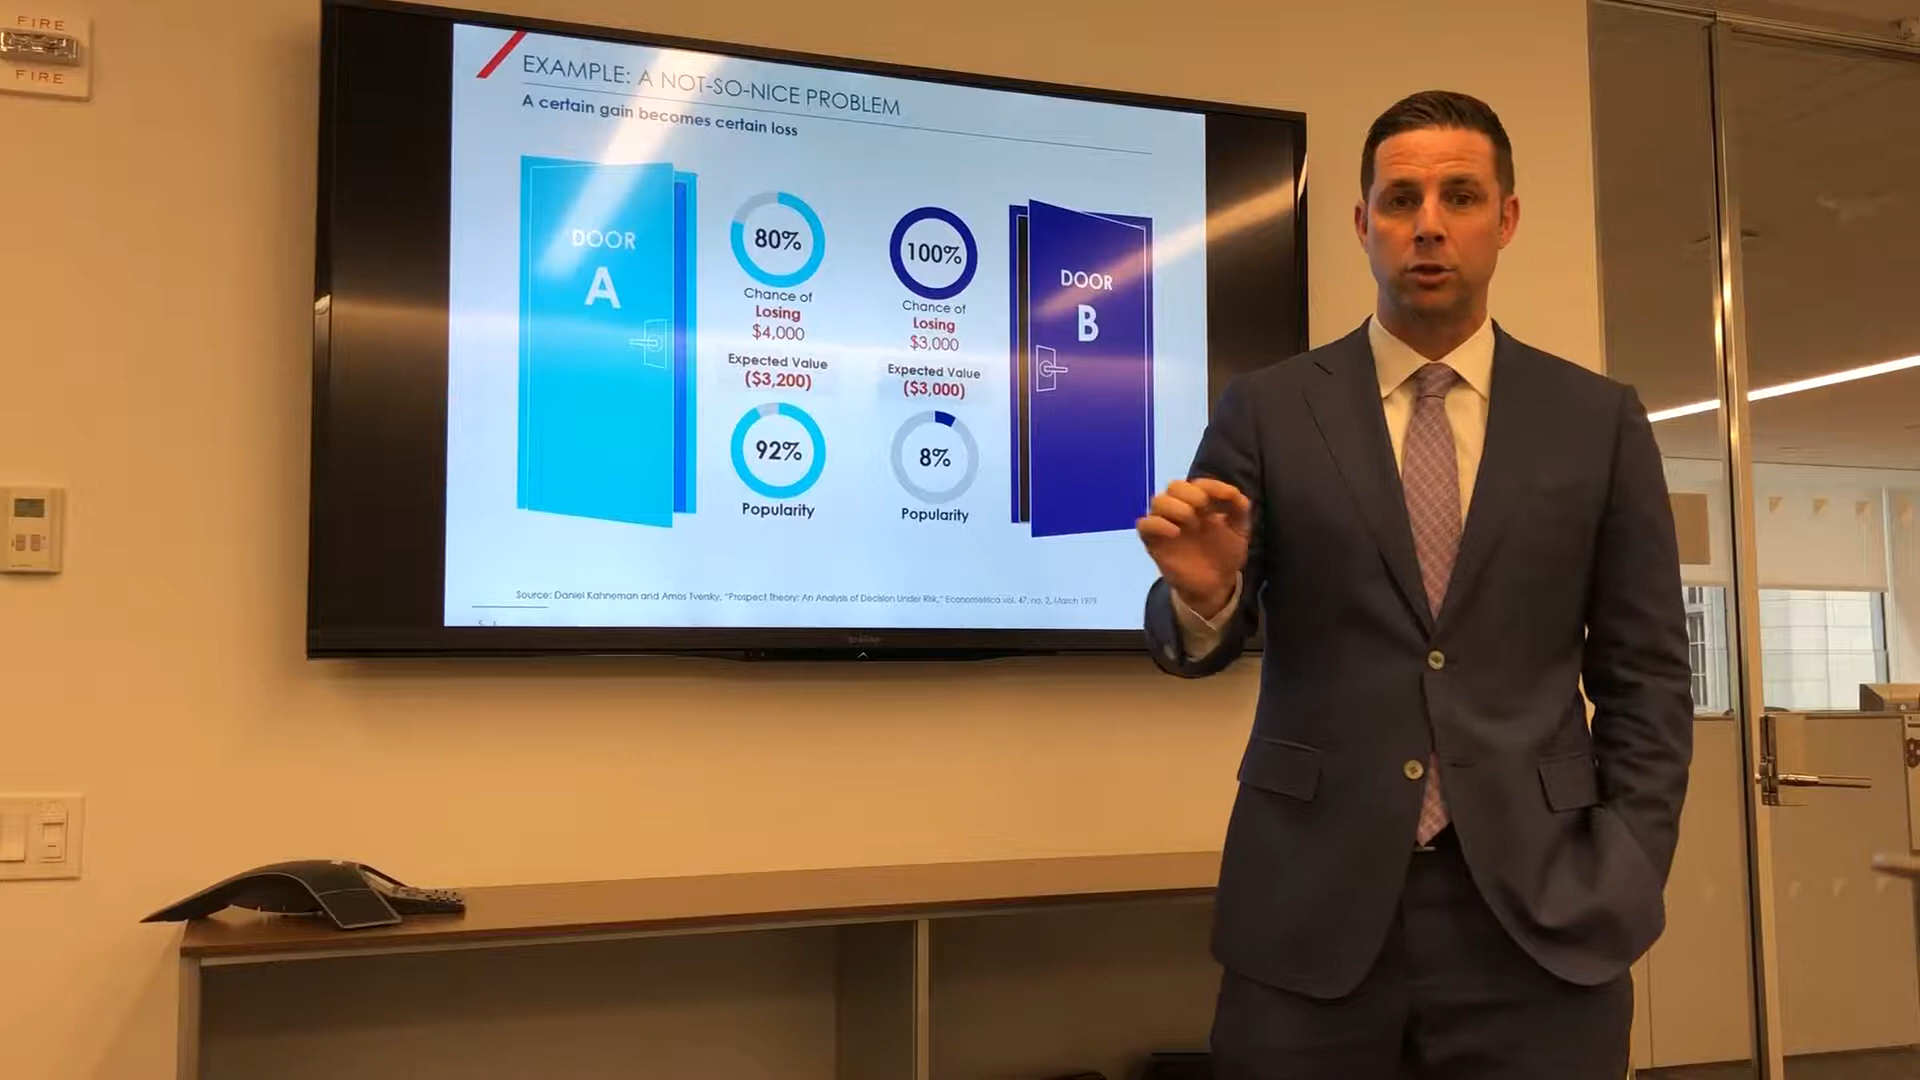 FIRE
FIRE
EXAMPLE: A NOT-SO-NICE PROBLEM
A certain gain becomes certain loss
DOOR
A
80%
Chance of
Losing
$4,000
Expected Value
($3,200)
92%
Popularity
100%
Chance of
Losing
$3,000
Expected Value
($3,000)
8%
Popularity
DOOR
B
Source: Daniel Kahneman and Amos Tversky, "Prospect Theory: An Analysis of Decision Under Risk," Econometrica vol. 47, no. 2, March 1979